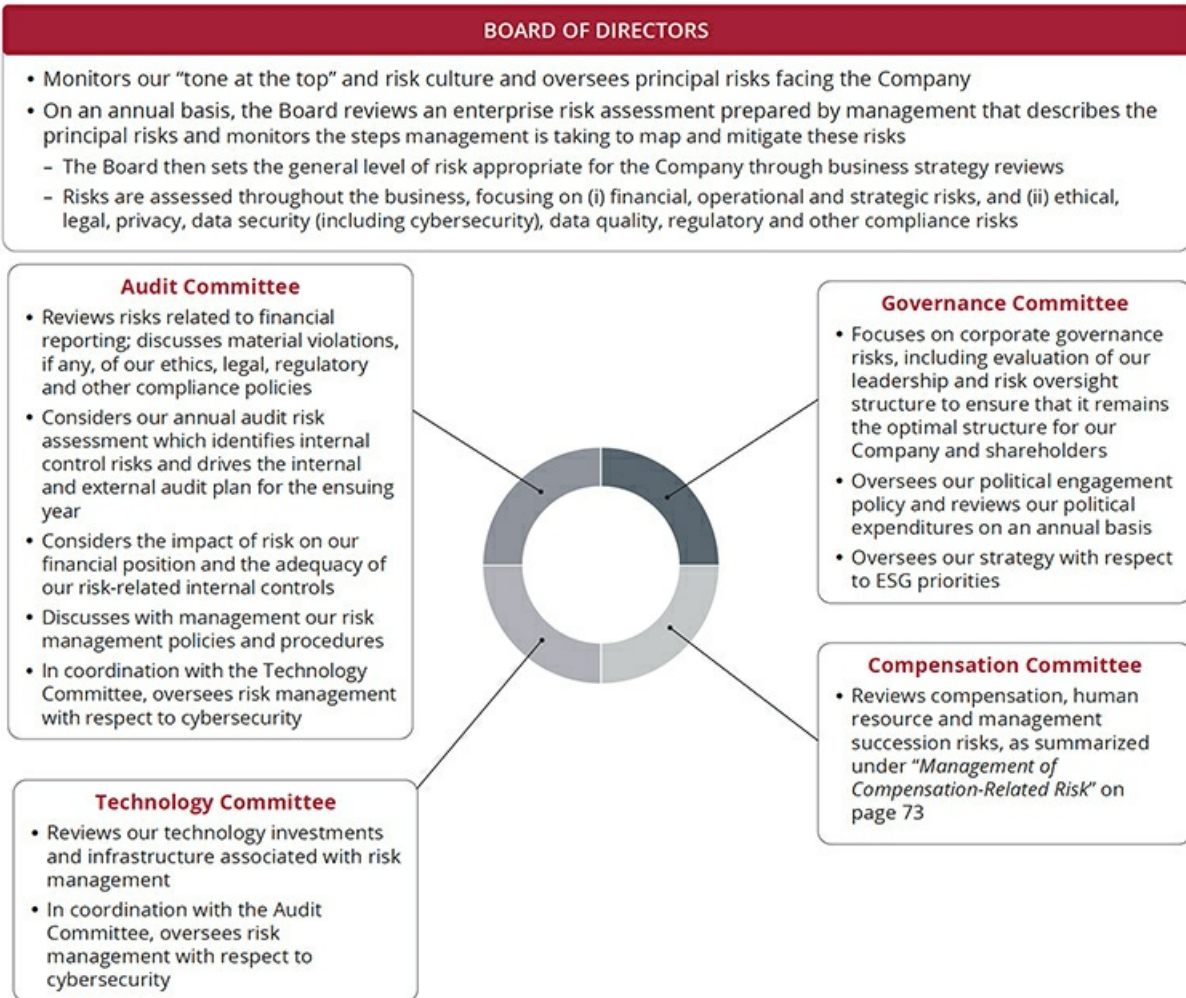 BOARD OF DIRECTORS
• Monitors our “tone at the top” and risk culture and oversees principal risks facing the Company
• On an annual basis, the Board reviews an enterprise risk assessment prepared by management that describes the
principal risks and monitors the steps management is taking to map and mitigate these risks
– The Board then sets the general level of risk appropriate for the Company through business strategy reviews
– Risks are assessed throughout the business, focusing on (i) financial, operational and strategic risks, and (ii) ethical,
legal, privacy, data security (including cybersecurity), data quality, regulatory and other compliance risks
Audit Committee
• Reviews risks related to financial
reporting; discusses material violations,
if any, of our ethics, legal, regulatory
and other compliance policies
• Considers our annual audit risk
assessment which identifies internal
control risks and drives the internal
and external audit plan for the ensuing
year
• Considers the impact of risk on our
financial position and the adequacy of
our risk-related internal controls
• Discusses with management our risk
management policies and procedures
• In coordination with the Technology
Committee, oversees risk management
with respect to cybersecurity
Governance Committee
• Focuses on corporate governance
risks, including evaluation of our
leadership and risk oversight
structure to ensure that it remains
the optimal structure for our
Company and shareholders
• Oversees our political engagement
policy and reviews our political
expenditures on an annual basis
• Oversees our strategy with respect
to ESG priorities
Technology Committee
• Reviews our technology investments
and infrastructure associated with risk
management
• In coordination with the Audit
Committee, oversees risk
management with respect to
cybersecurity
Compensation Committee
• Reviews compensation, human
resource and management
succession risks, as summarized
under “Management of
Compensation-Related Risk” on
page 73